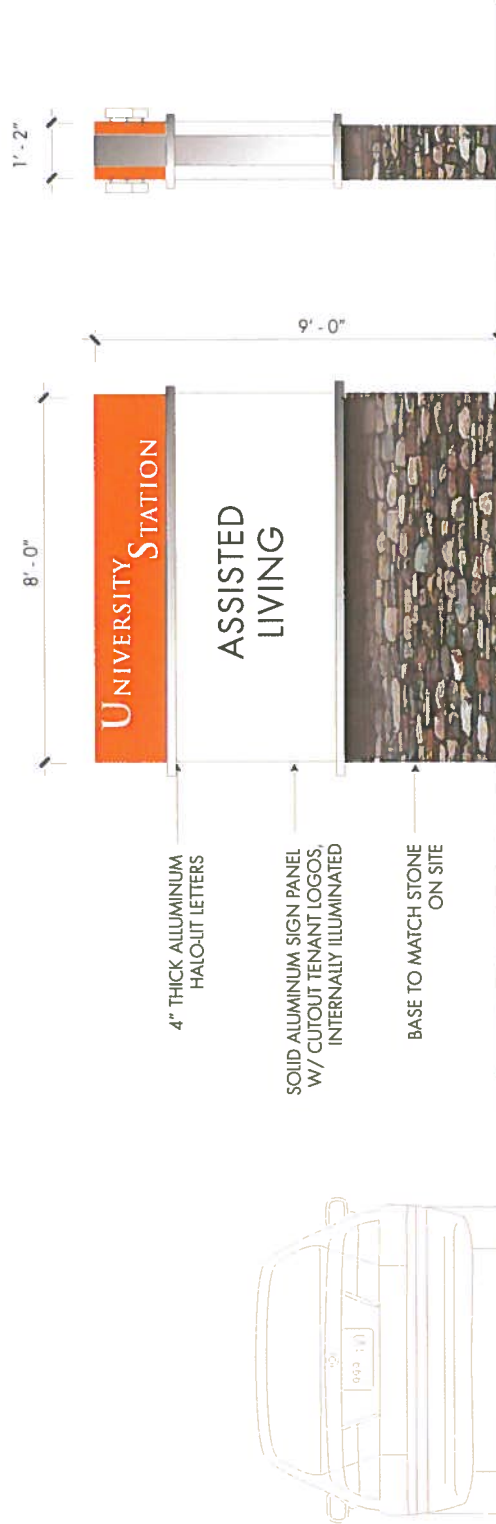 8' - 0"
1' - 2"
UNIVERSITY
STATION
9' - 0"
ASSISTED
LIVING
4" THICK ALUMINUM
HALO-LIT LETTERS
SOLID ALUMINUM SIGN PANEL
W/ CUTOUT TENANT LOGOS,
INTERNALLY ILLUMINATED
BASE TO MATCH STONE
ON SITE